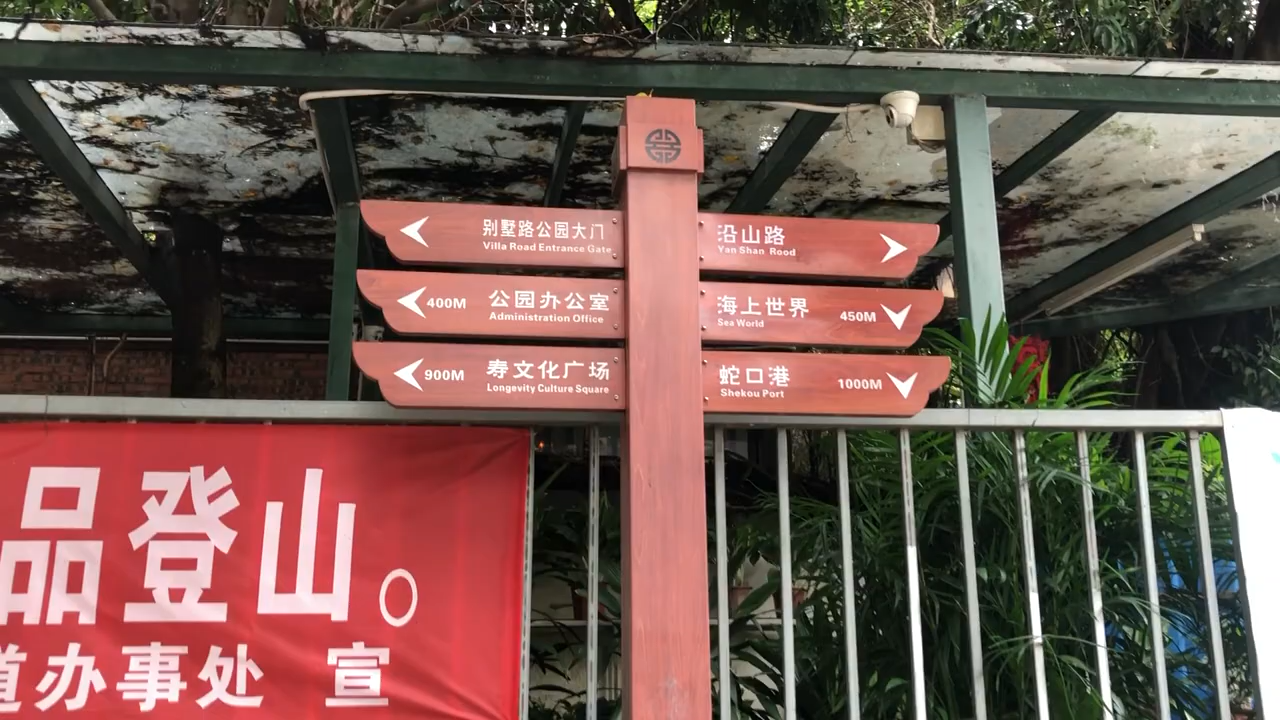 别墅路公园大门
Villa Road Entrance Gate
400M 公园办公室
Administration Office
900M 寿文化广场
Longevity Culture Square
沿山路
Yan Shan Rood
海上世界 450M
Sea World
蛇口港 1000M
Shekou Port
品登山。
道办事处 宣